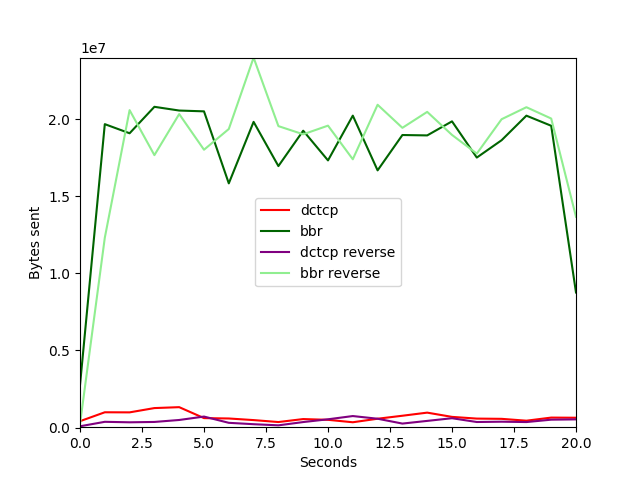 1e7
2.0
1.5
1.0
0.5
0.0
Bytes sent
dctcp
bbr
dctcp reverse
bbr reverse
0.0 2.5 5.0 7.5 10.0 12.5 15.0 17.5 20.0
Seconds